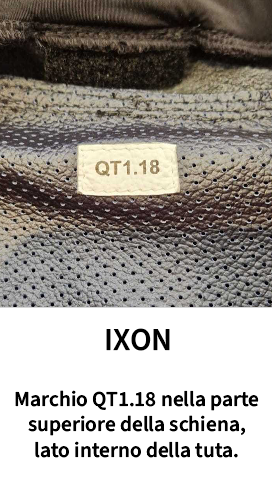 QT1.18
IXON
Marchio QT1.18 nella parte
superiore della schiena,
lato interno della tuta.